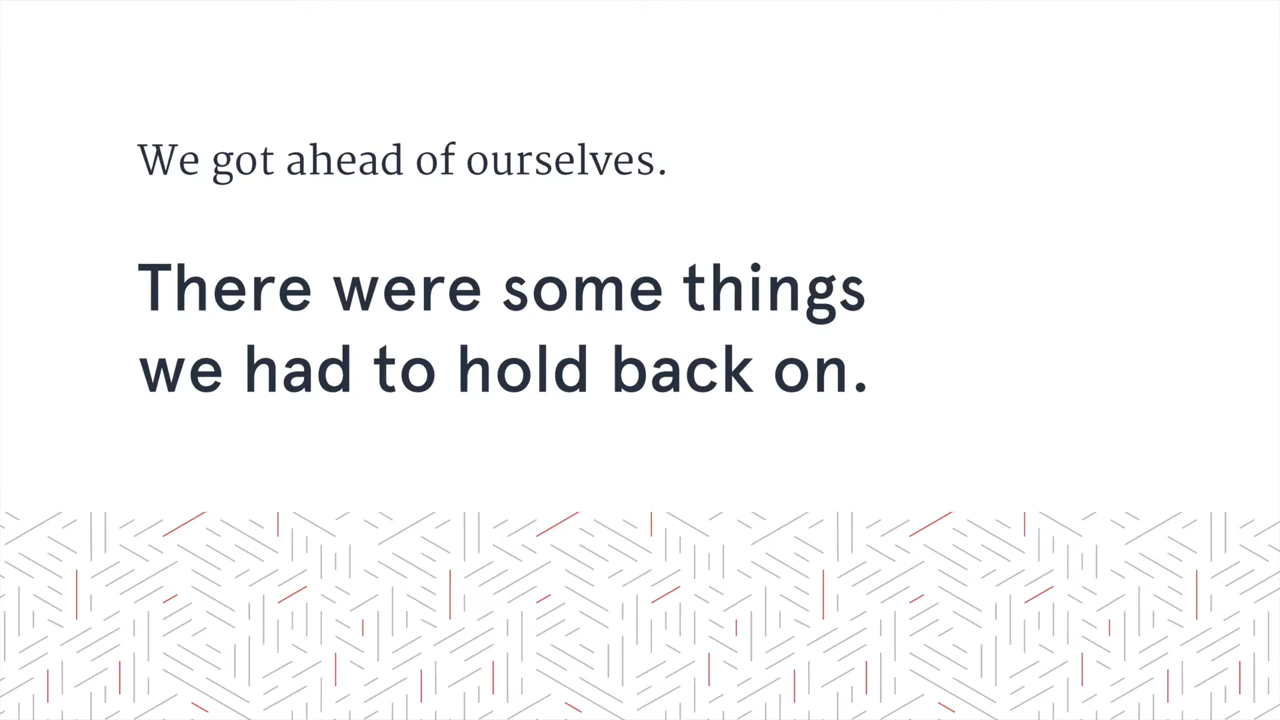 We got ahead of ourselves.
There were some things
we had to hold back on.